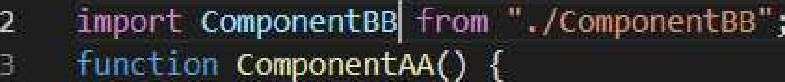 2 import ComponentBB from "./ComponentBB";
3 function ComponentAA() {